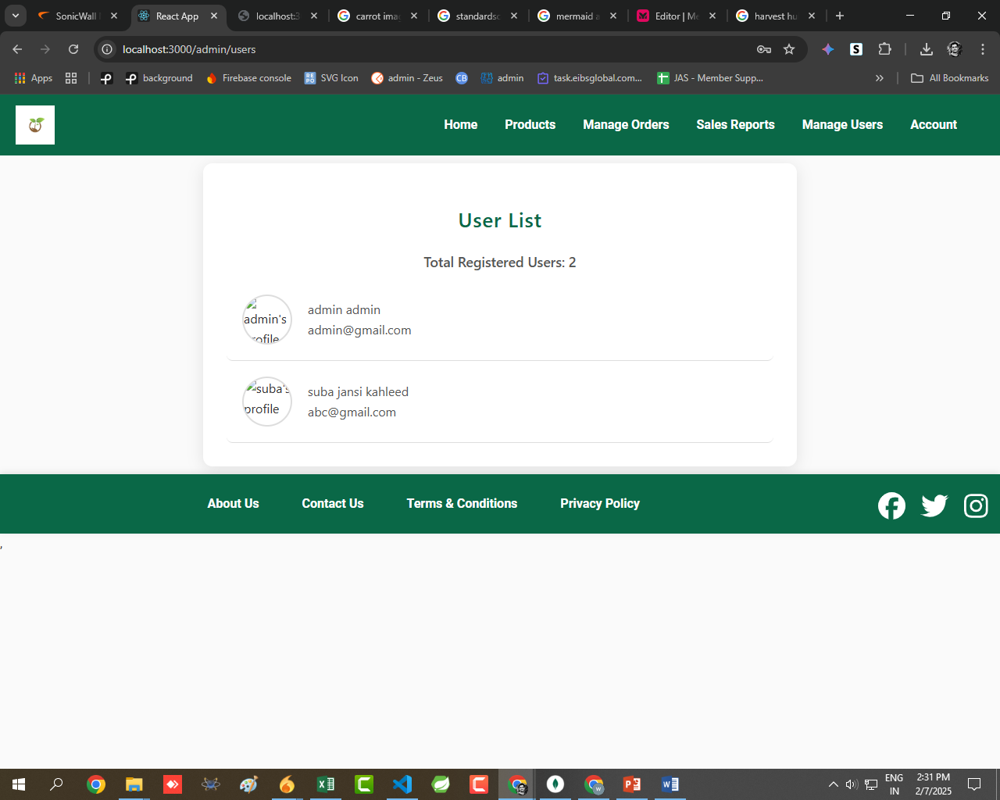 SonicWall
React App
localhost:3
carrot ima
standardso
mermaid a
Editor | Me
harvest hu
localhost:3000/admin/users
Apps
background
Firebase console
REPO
SVG Icon
admin - Zeus
CB
admin
task.eibsglobal.com...
JAS - Member Supp...
All Bookmarks
Home
Products
Manage Orders
Sales Reports
Manage Users
Account
User List
Total Registered Users: 2
admin's
profile
admin admin
admin@gmail.com
suba's
profile
suba jansi kahleed
abc@gmail.com
About Us
Contact Us
Terms & Conditions
Privacy Policy
,
ENG
IN
2:31 PM
2/7/2025